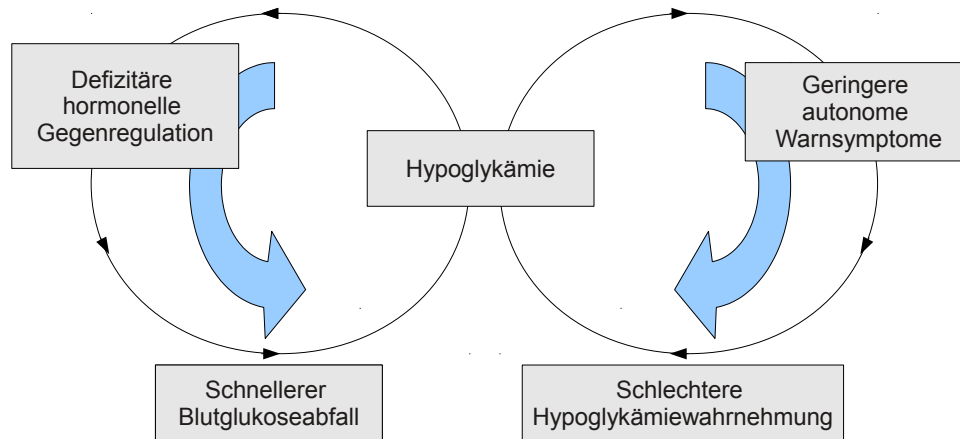 Defizitäre
hormonelle
Gegenregulation
Hypoglykämie
Geringere
autonome
Warnsymptome
Schnellerer
Blutglukoseabfall
Schlechtere
Hypoglykämiewahrnehmung